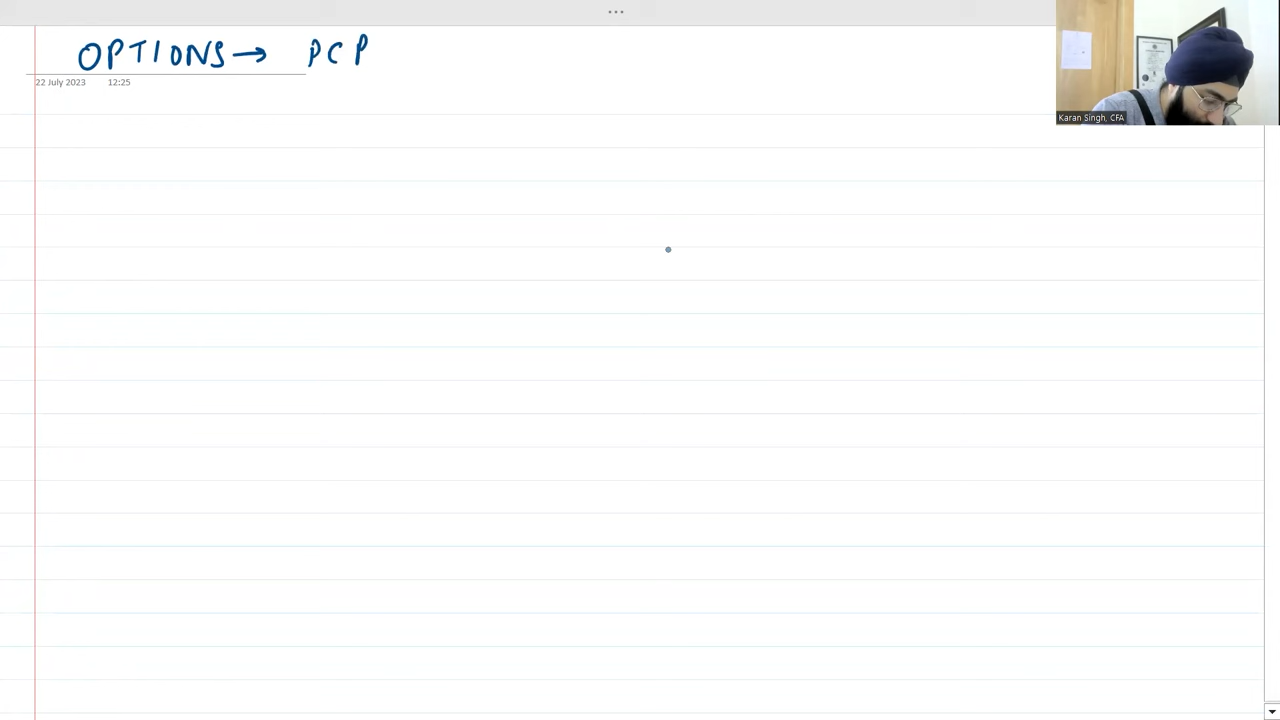 OPTIONS → PCP
22 July 2023 12:25
Karan Singh, CFA